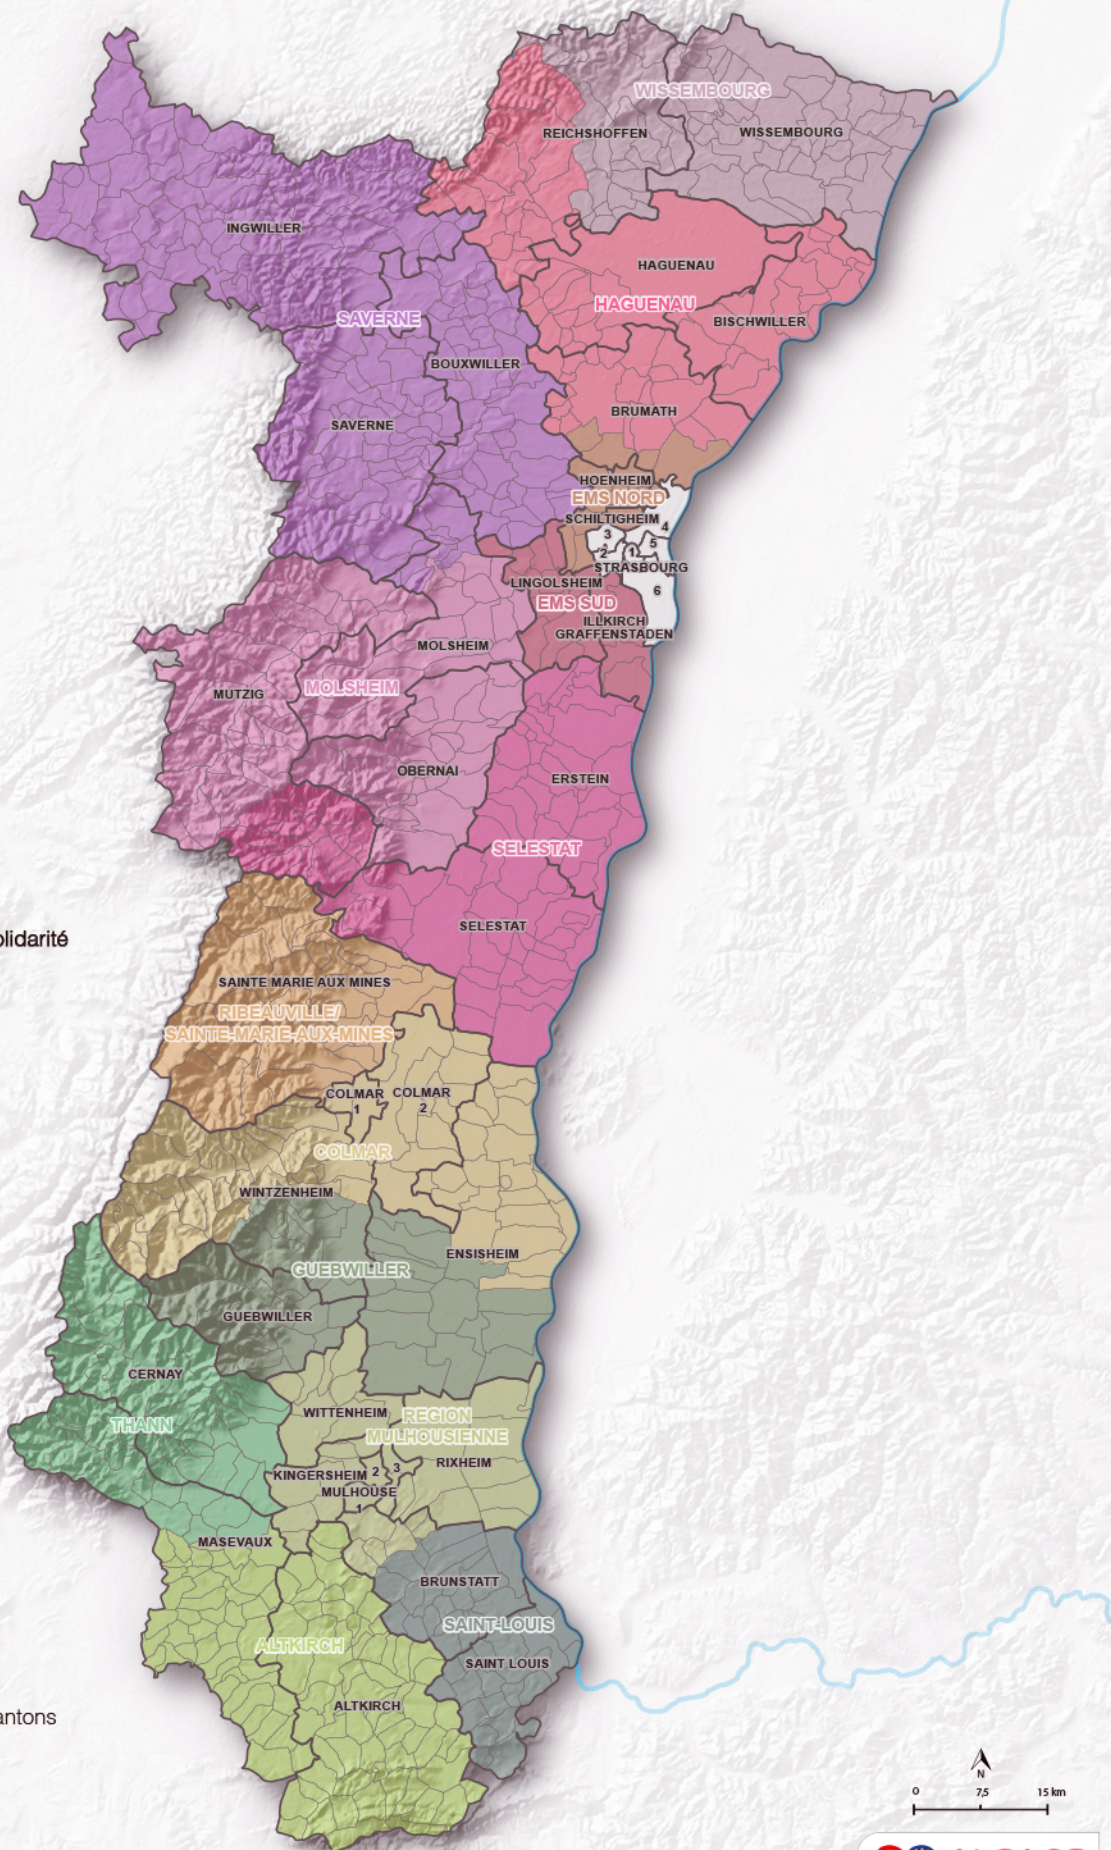 WISSEMBOURG
REICHSHOFFEN
WISSEMBOURG
INGWILLER
HAGUENAU
HAGUENAU
SAVERNE
BISCHWILLER
BOUXWILLER
BRUMATH
SAVERNE
HOENHEIM
EMS NORD
SCHILTIGHEIM
4
3
5
2
1
STRASBOURG
LINGOLSHEIM
6
EMS SUD
ILLKIRCH
GRAFFENSTADEN
MOLSHEIM
MOLSHEIM
MUTZIG
OBERNAI
ERSTEIN
SELESTAT
SELESTAT
olidarité
SAINTE MARIE AUX MINES
RIBEAUVILLE/
SAINTE-MARIE-AUX-MINES
COLMAR
1
COLMAR
2
COLMAR
WINTZENHEIM
ENSISHEIM
GUEBWILLER
GUEBWILLER
CERNAY
THANN
WITTENHEIM
REGION
MULHOUSIENNE
RIXHEIM
KINGERSHEIM
2
3
MULHOUSE
1
MASEVAUX
BRUNSTATT
SAINT-LOUIS
ALTKIRCH
SAINT LOUIS
ALTKIRCH
antons
N
0 7,5 15 km